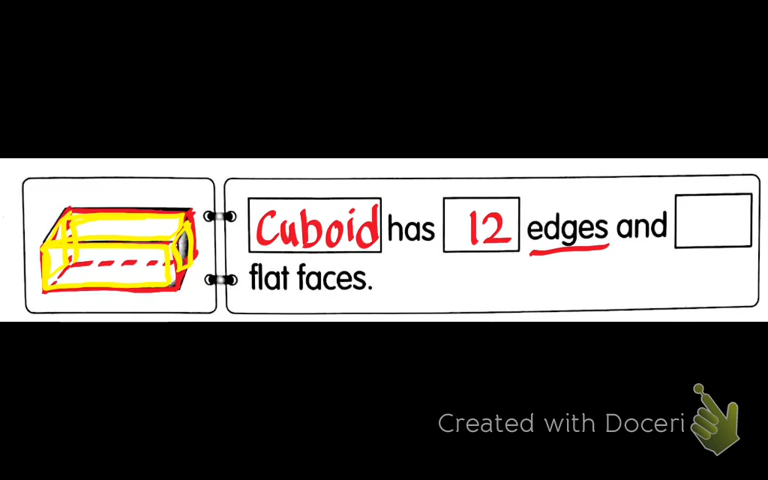 Cuboid has 12 edges and
flat faces.
Created with Doceri